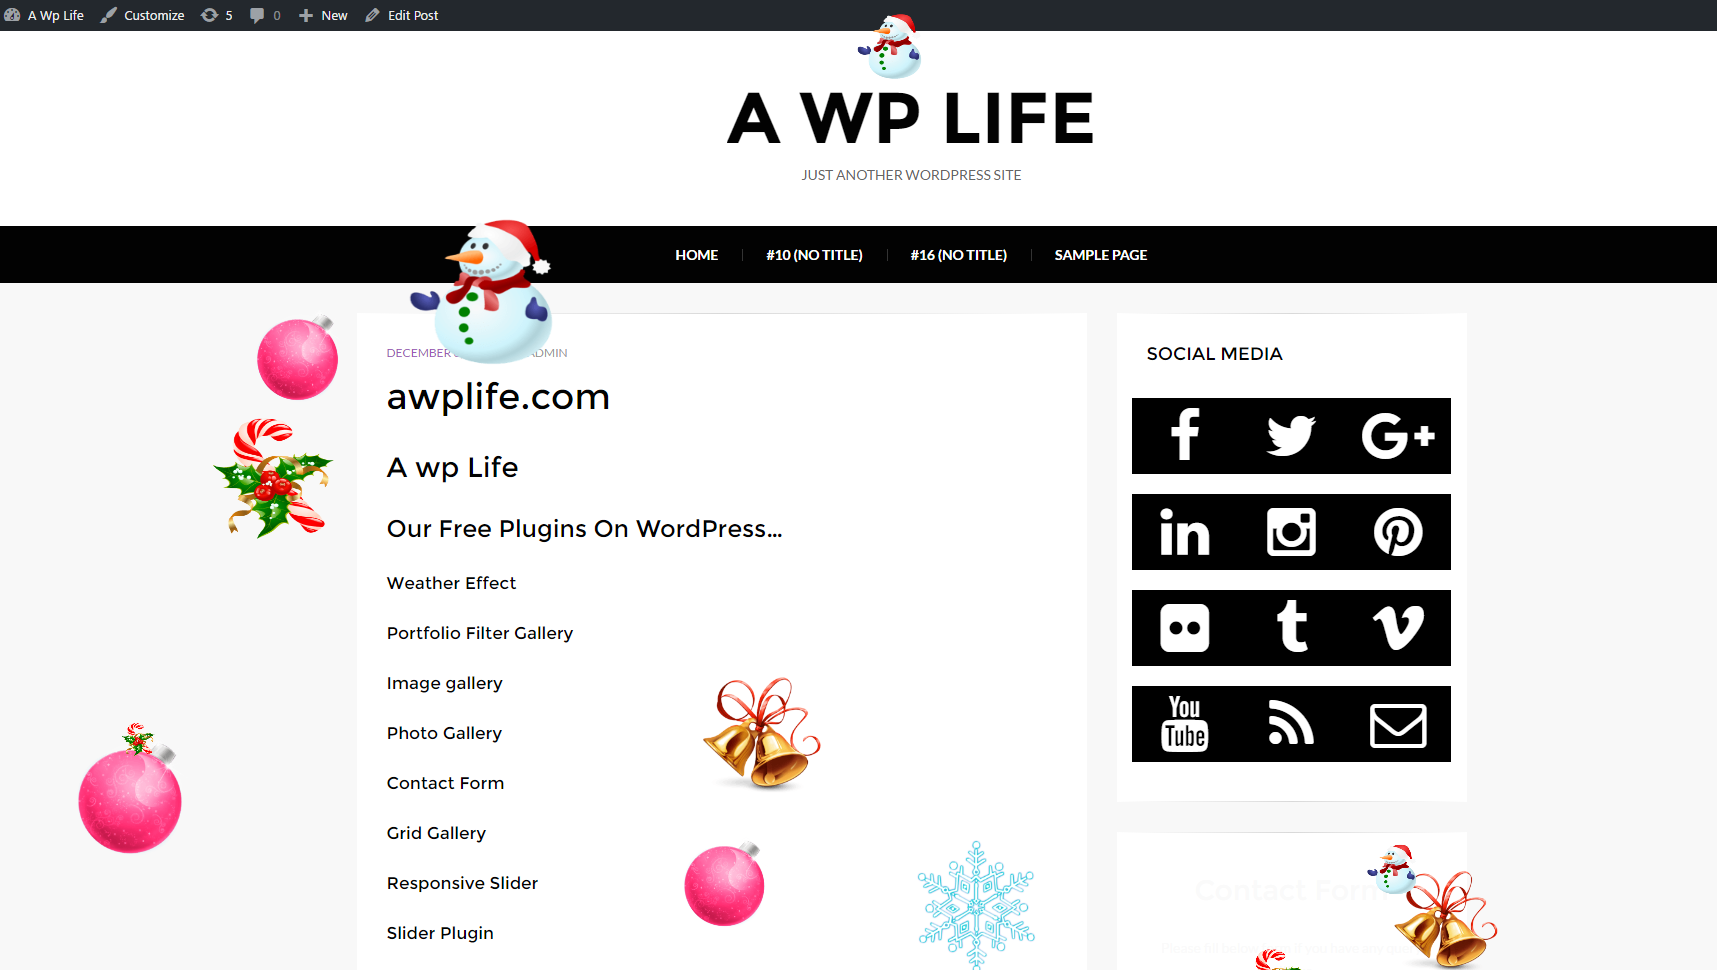 A Wp Life Customize 5 0 New Edit Post
A WP LIFE
JUST ANOTHER WORDPRESS SITE
HOME #10 (NO TITLE) #16 (NO TITLE) SAMPLE PAGE
DECEMBER ADMIN
awplife.com
A wp Life
Our Free Plugins On WordPress...
Weather Effect
Portfolio Filter Gallery
Image gallery
Photo Gallery
Contact Form
Grid Gallery
Responsive Slider
Slider Plugin
SOCIAL MEDIA
You
Tube
Contact Form